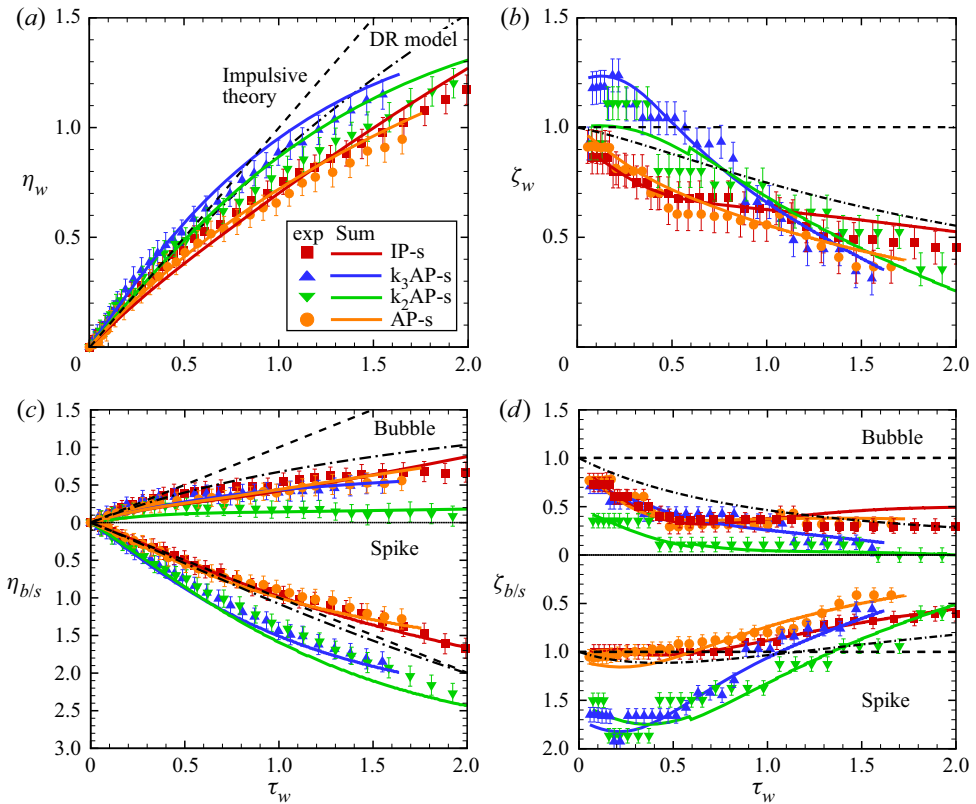 (a)
1.5
1.0
0.5
0
0.5
1.0
1.5
2.0
η_w
τ_w
Impulsive
theory
DR model
exp Sum
IP-s
k₃AP-s
k₂AP-s
AP-s
(b)
1.5
1.0
0.5
0
0.5
1.0
1.5
2.0
ζ_w
τ_w
(c)
1.5
1.0
0.5
0
0.5
1.0
1.5
2.0
2.5
3.0
η_b/s
Bubble
Spike
0
0.5
1.0
1.5
2.0
τ_w
(d)
1.5
1.0
0.5
0
0.5
1.0
1.5
2.0
ζ_b/s
Bubble
Spike
0
0.5
1.0
1.5
2.0
τ_w